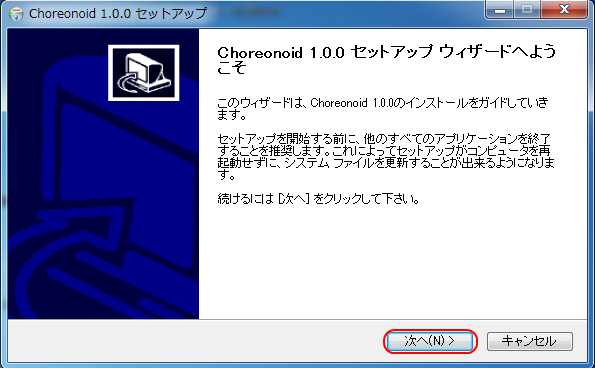 Choreonoid 1.0.0 セットアップ
Choreonoid 1.0.0 セットアップ ウィザードへよう
こそ
このウィザードは、Choreonoid 1.0.0のインストールをガイドしていき
ます。
セットアップを開始する前に、他のすべてのアプリケーションを終了
することを推奨します。これによってセットアップがコンピュータを再
起動せずに、システム ファイルを更新することが出来るようになりま
す。
続けるには [次へ] をクリックして下さい。
次へ(N) >
キャンセル